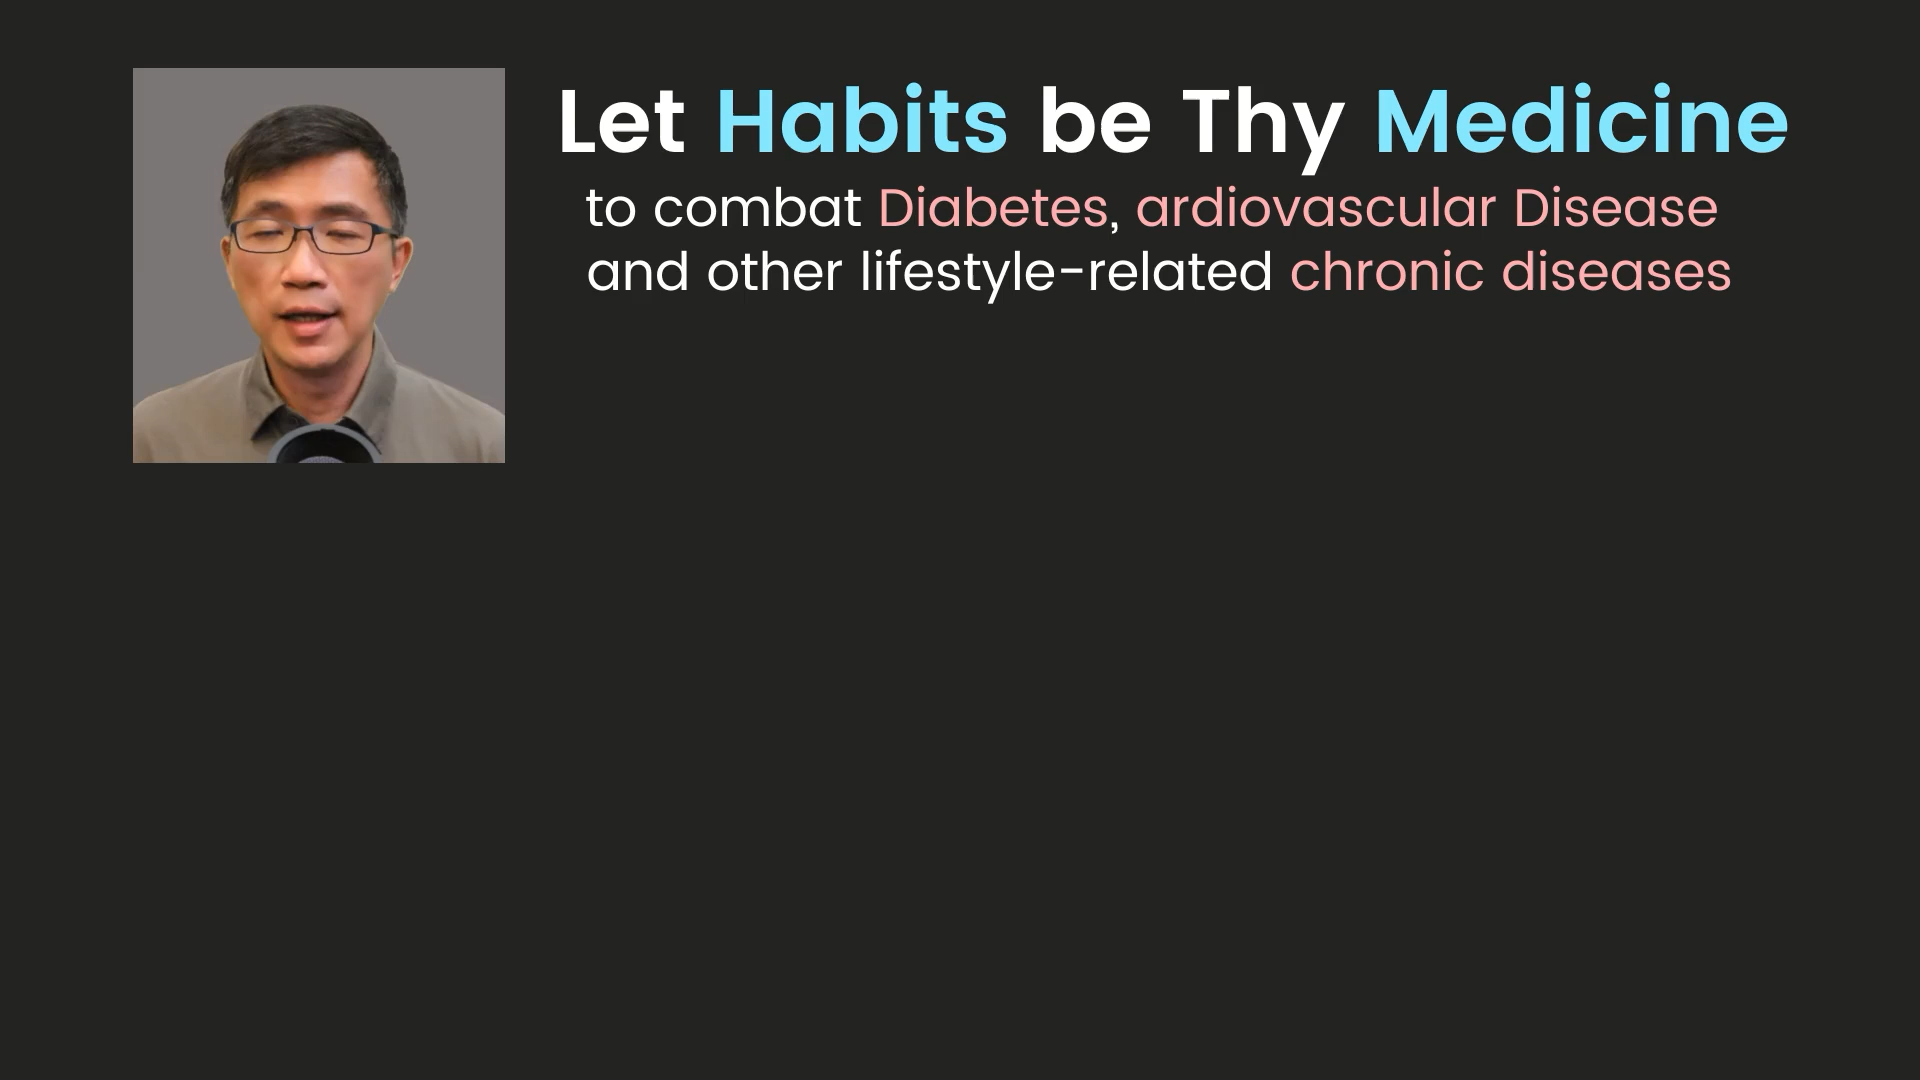 Let Habits be Thy Medicine
to combat Diabetes, ardiovascular Disease
and other lifestyle-related chronic diseases